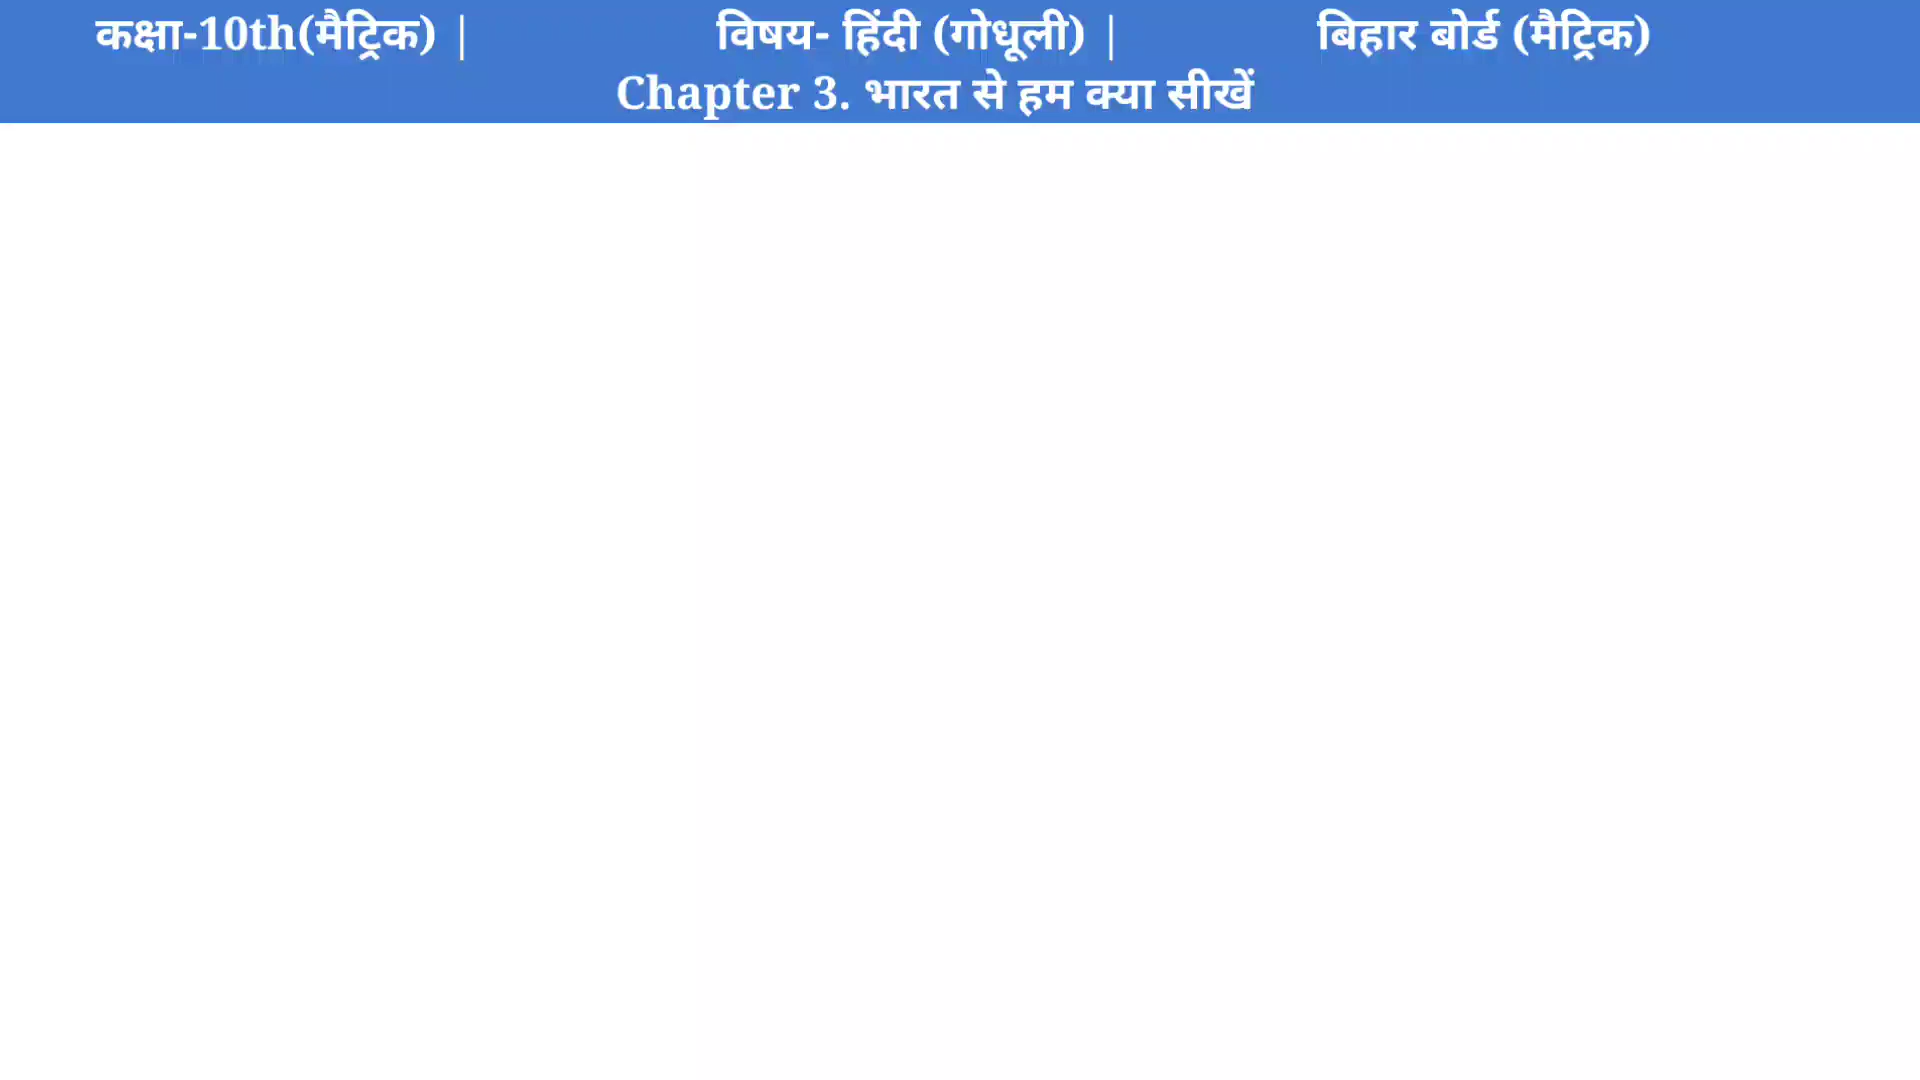 कक्षा-10th(मैट्रिक) | विषय- हिंदी (गोधूली) | बिहार बोर्ड (मैट्रिक)
Chapter 3. भारत से हम क्या सीखें